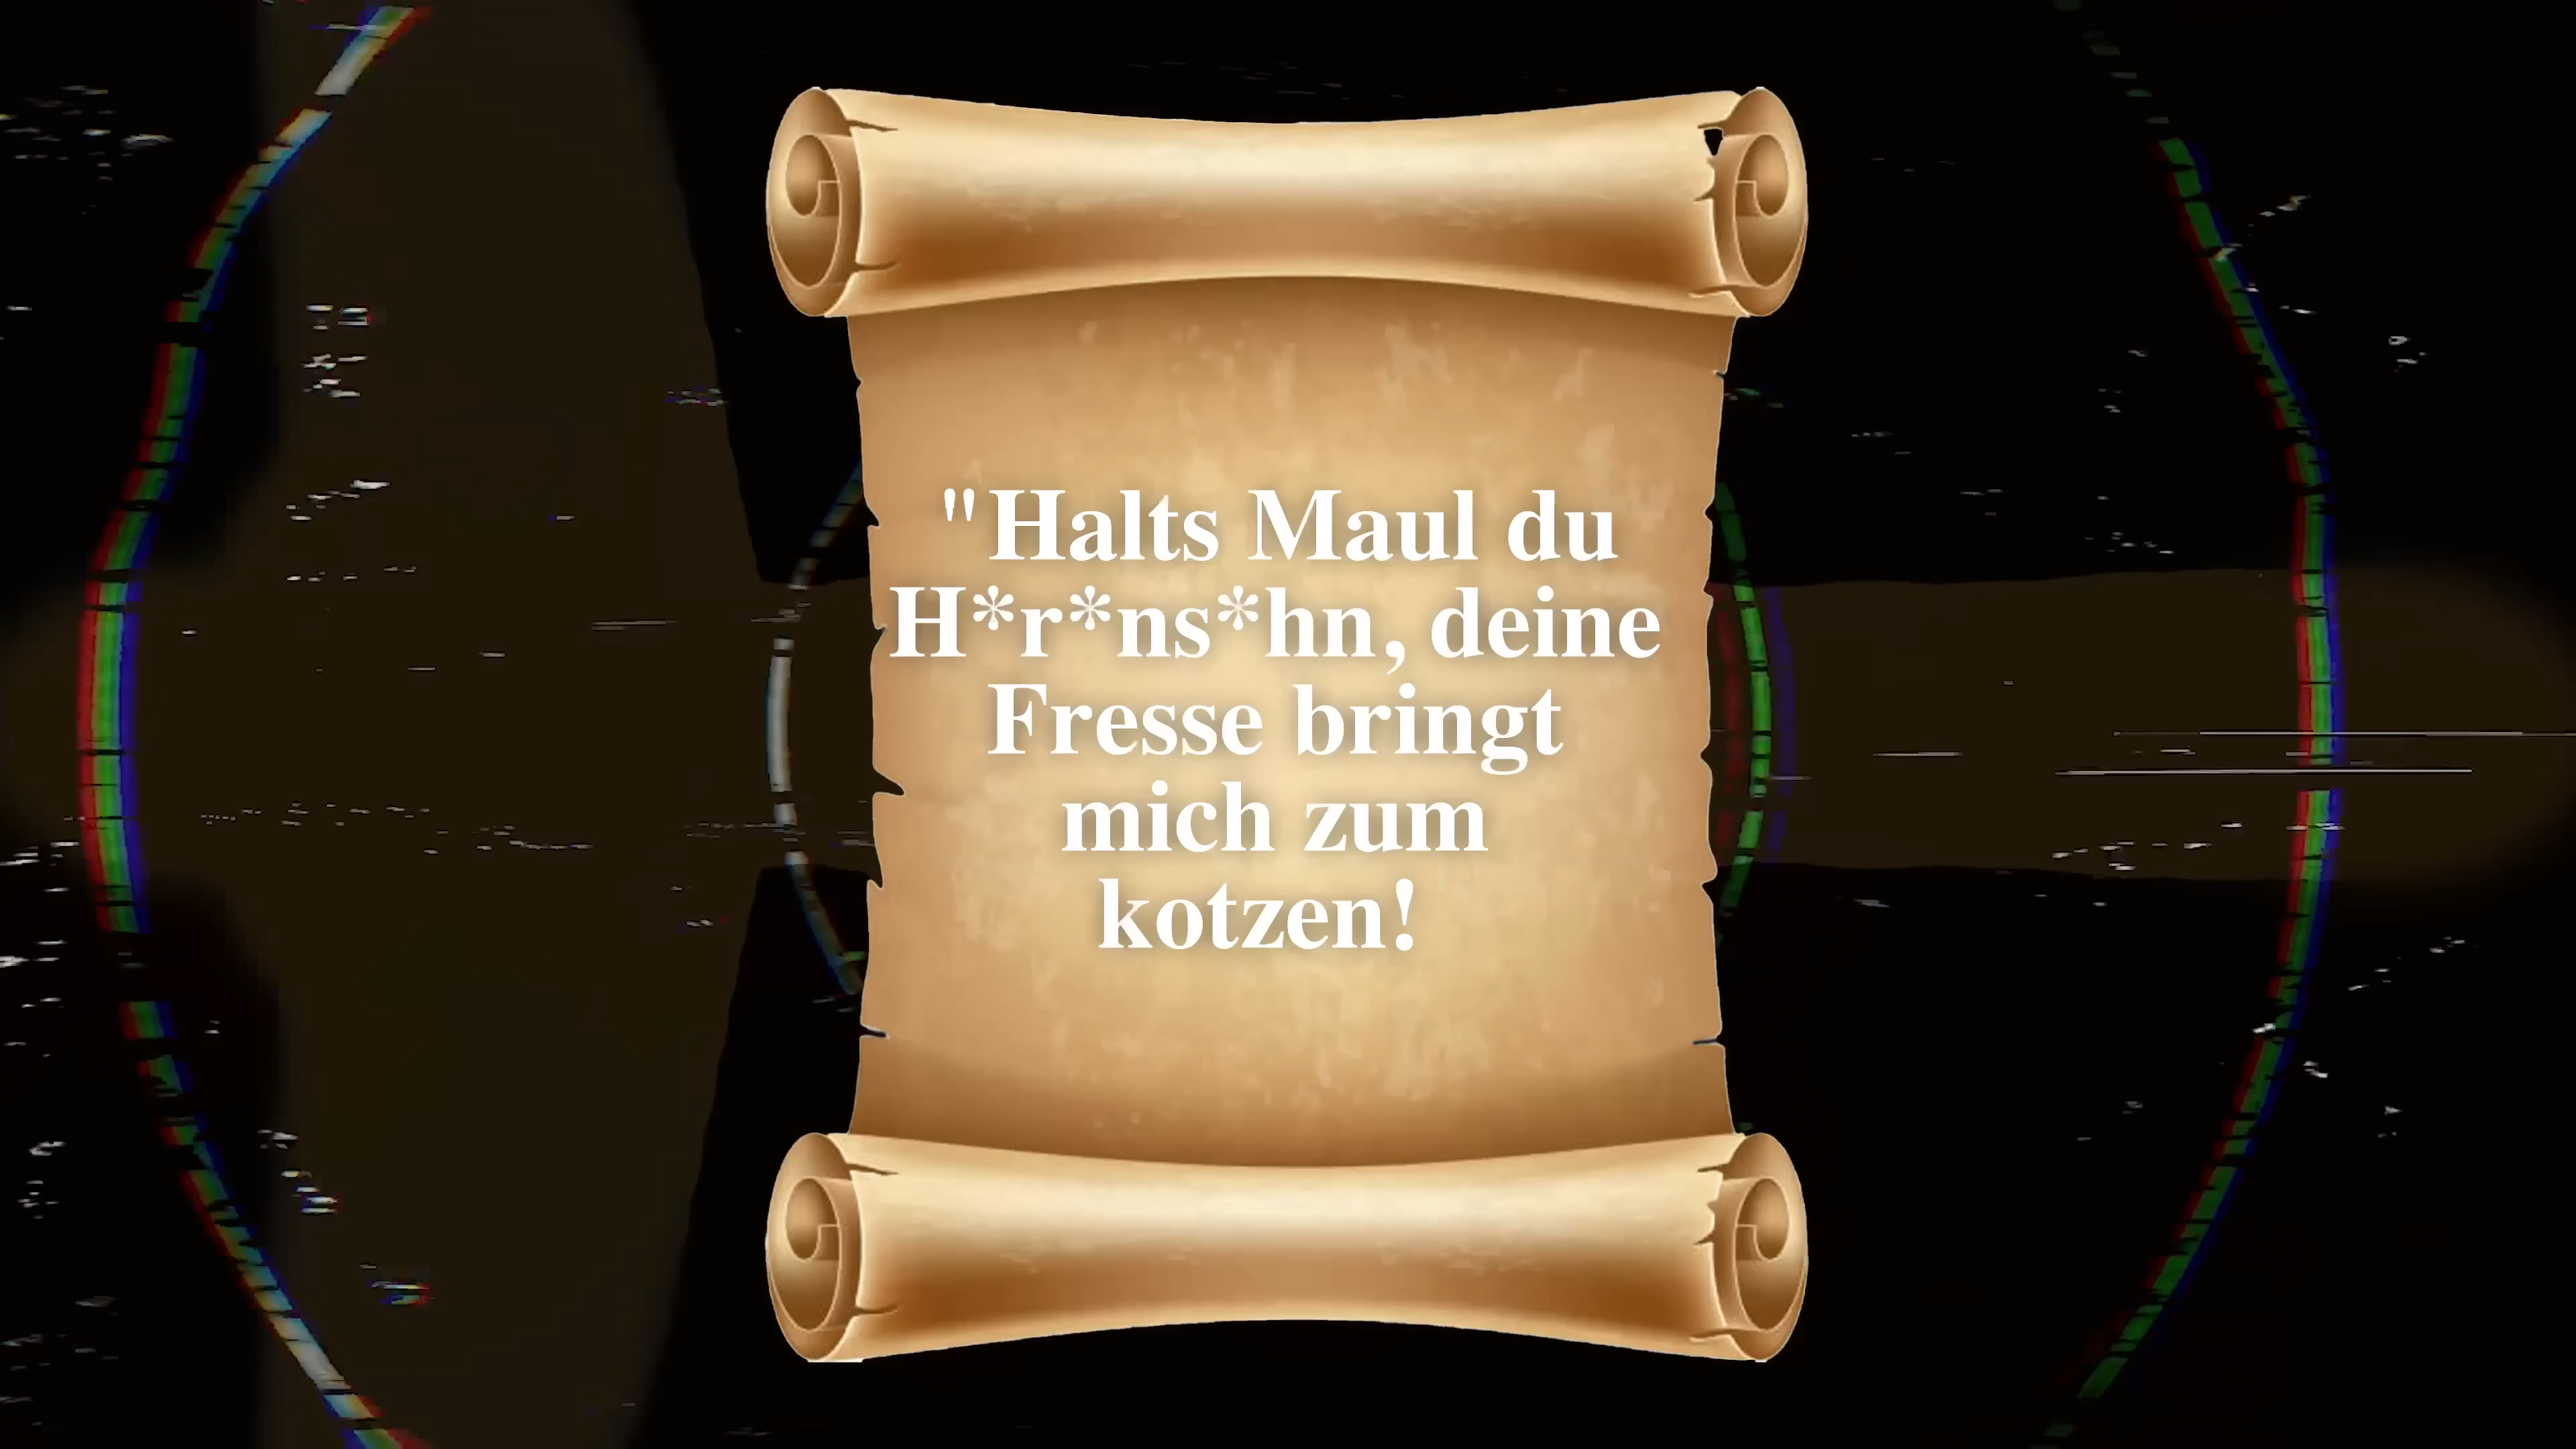 "Halts Maul du
H*r*ns*hn, deine
Fresse bringt
mich zum
kotzen!